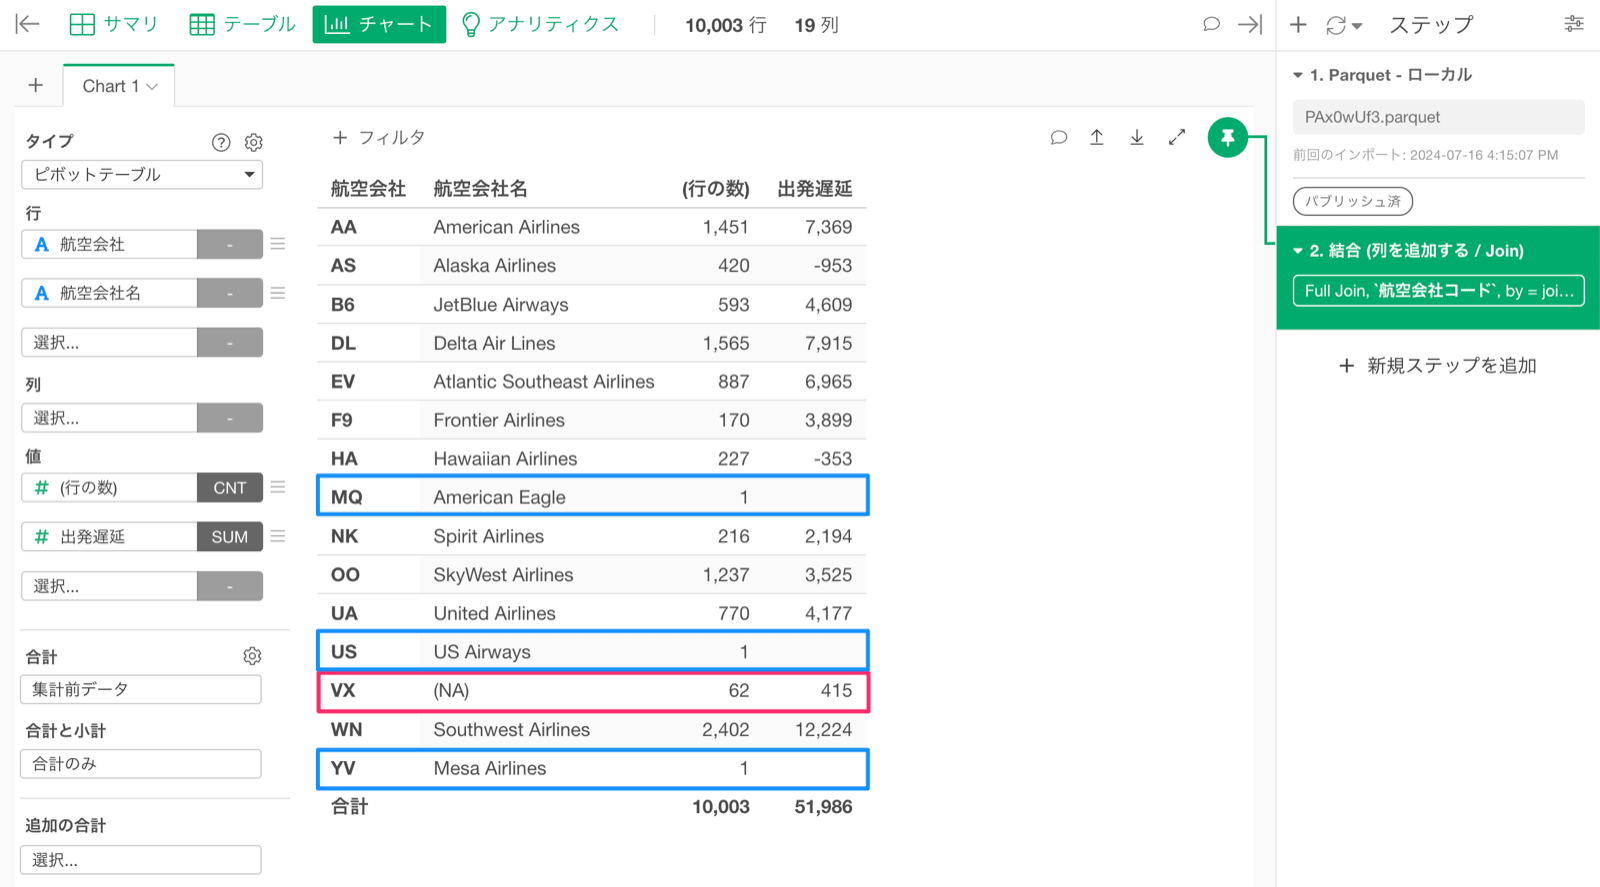 サマリ テーブル チャート アナリティクス 10,003 行 19 列
ステップ
Chart 1
タイプ
ピボットテーブル
行
A 航空会社 -
A 航空会社名 -
選択... -
列
選択... -
値
# (行の数) CNT
# 出発遅延 SUM
選択... -
合計
集計前データ
合計と小計
合計のみ
追加の合計
選択...
+ フィルタ
航空会社 航空会社名 (行の数) 出発遅延
AA American Airlines 1,451 7,369
AS Alaska Airlines 420 -953
B6 JetBlue Airways 593 4,609
DL Delta Air Lines 1,565 7,915
EV Atlantic Southeast Airlines 887 6,965
F9 Frontier Airlines 170 3,899
HA Hawaiian Airlines 227 -353
MQ American Eagle 1
NK Spirit Airlines 216 2,194
OO SkyWest Airlines 1,237 3,525
UA United Airlines 770 4,177
US US Airways 1
VX (NA) 62 415
WN Southwest Airlines 2,402 12,224
YV Mesa Airlines 1
合計 10,003 51,986
1. Parquet - ローカル
PAx0wUf3.parquet
前回のインポート: 2024-07-16 4:15:07 PM
パブリッシュ済
2. 結合 (列を追加する / Join)
Full Join, `航空会社コード`, by = joi...
+ 新規ステップを追加